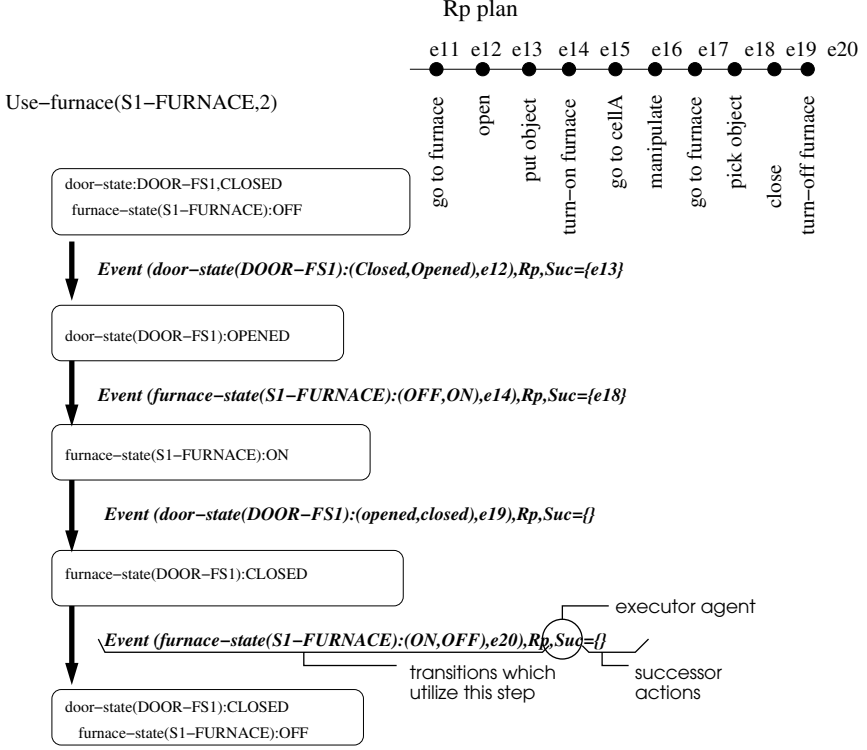 Rp plan
e11 e12 e13 e14 e15 e16 e17 e18 e19 e20
Use−furnace(S1−FURNACE,2)
go to furnace
open
put object
turn−on furnace
go to cellA
manipulate
go to furnace
pick object
close
turn−off furnace
door−state:DOOR−FS1,CLOSED
furnace−state(S1−FURNACE):OFF
Event (door−state(DOOR−FS1):(Closed,Opened),e12),Rp,Suc={e13}
door−state(DOOR−FS1):OPENED
Event (furnace−state(S1−FURNACE):(OFF,ON),e14),Rp,Suc={e18}
furnace−state(S1−FURNACE):ON
Event (door−state(DOOR−FS1):(opened,closed),e19),Rp,Suc={}
furnace−state(DOOR−FS1):CLOSED
executor agent
Event (furnace−state(S1−FURNACE):(ON,OFF),e20),Rp,Suc={}
transitions which
utilize this step
successor
actions
door−state(DOOR−FS1):CLOSED
furnace−state(S1−FURNACE):OFF